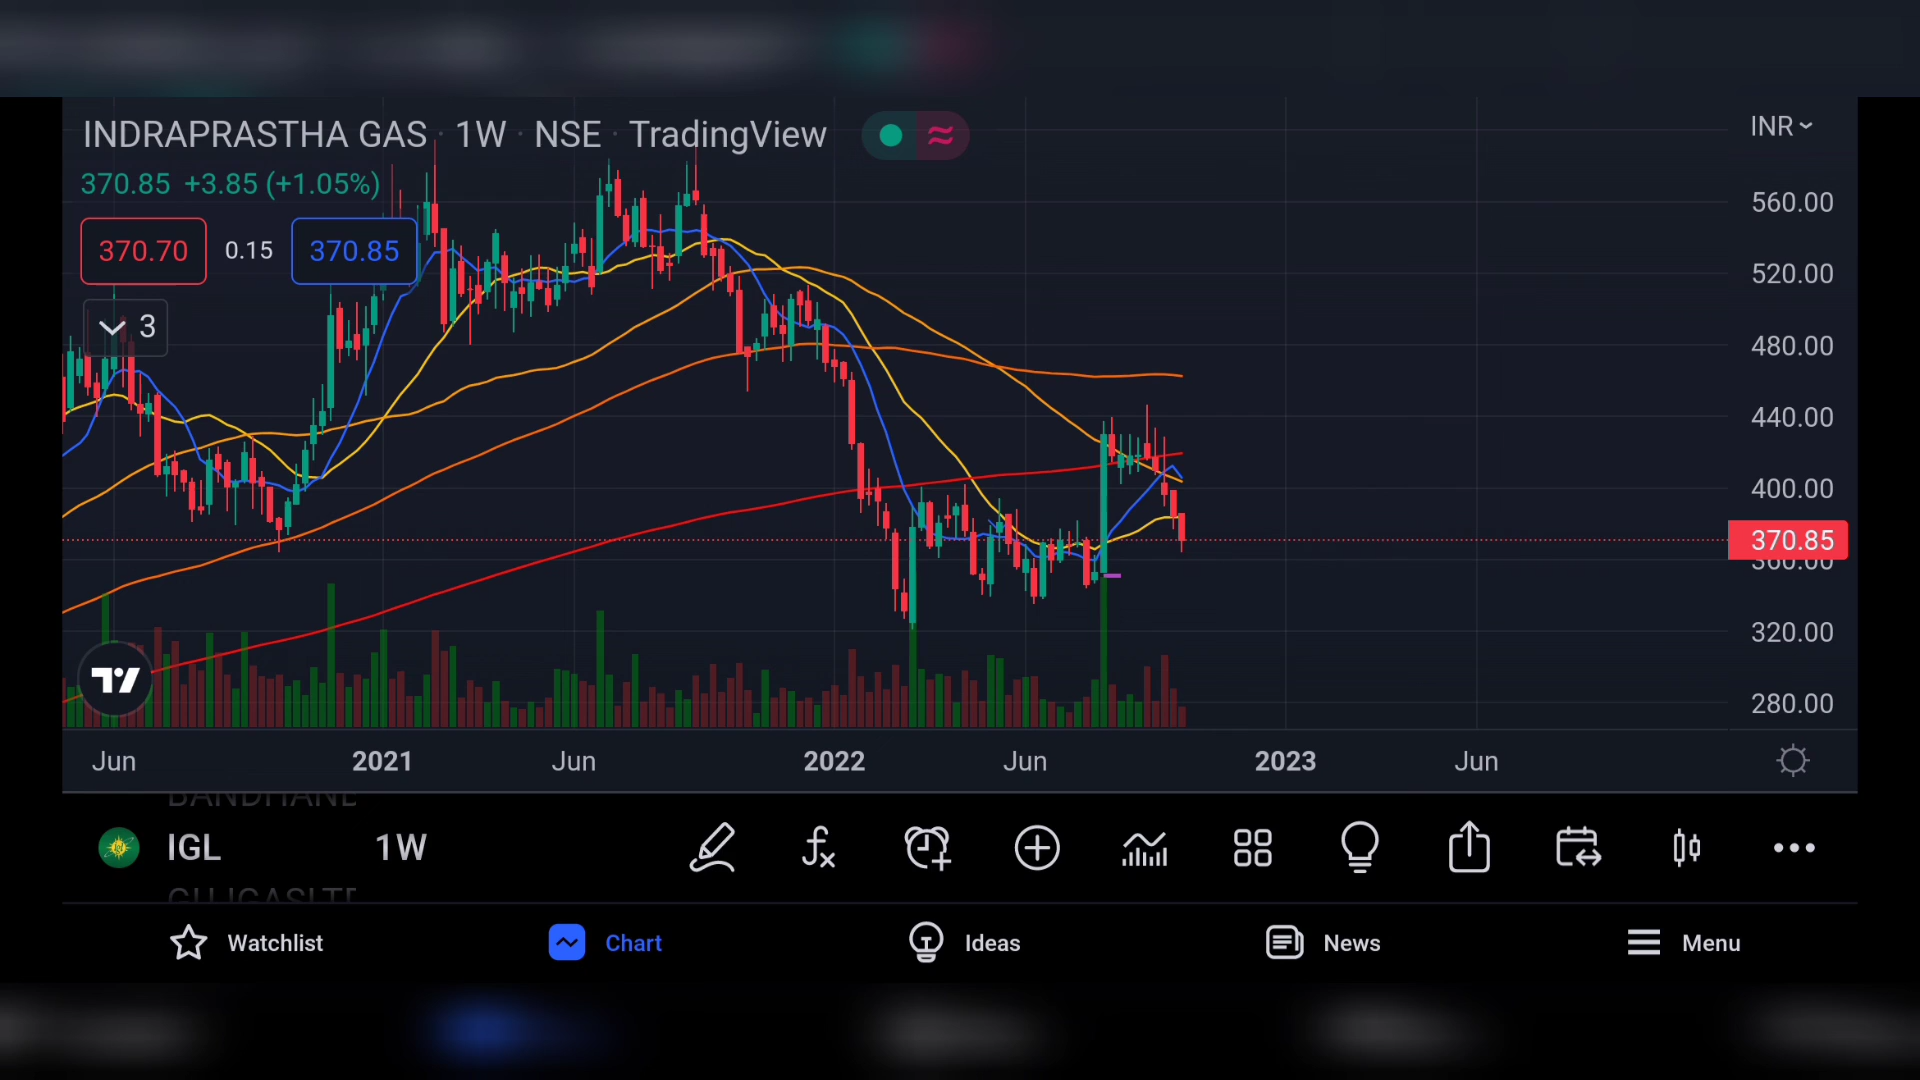 INDRAPRASTHA GAS · 1W · NSE · TradingView
INR
370.85 +3.85 (+1.05%)
370.70 0.15 370.85
3
560.00
520.00
480.00
440.00
400.00
370.85
360.00
320.00
280.00
Jun 2021 Jun 2022 Jun 2023 Jun
IGL 1W
Watchlist Chart Ideas News Menu